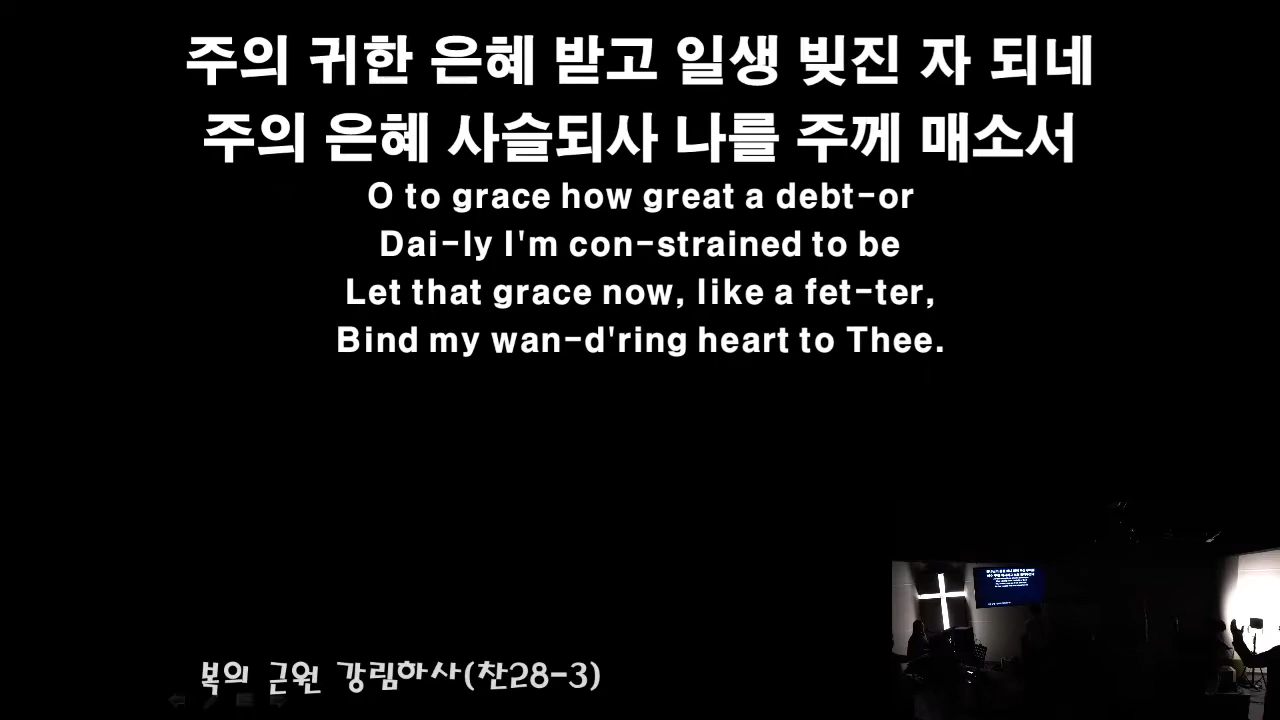 주의 귀한 은혜 받고 일생 빚진 자 되네
주의 은혜 사슬되사 나를 주께 매소서
O to grace how great a debt-or
Dai-ly I'm con-strained to be
Let that grace now, like a fet-ter,
Bind my wan-d'ring heart to Thee.
복의 근원 강림하사(찬28-3)